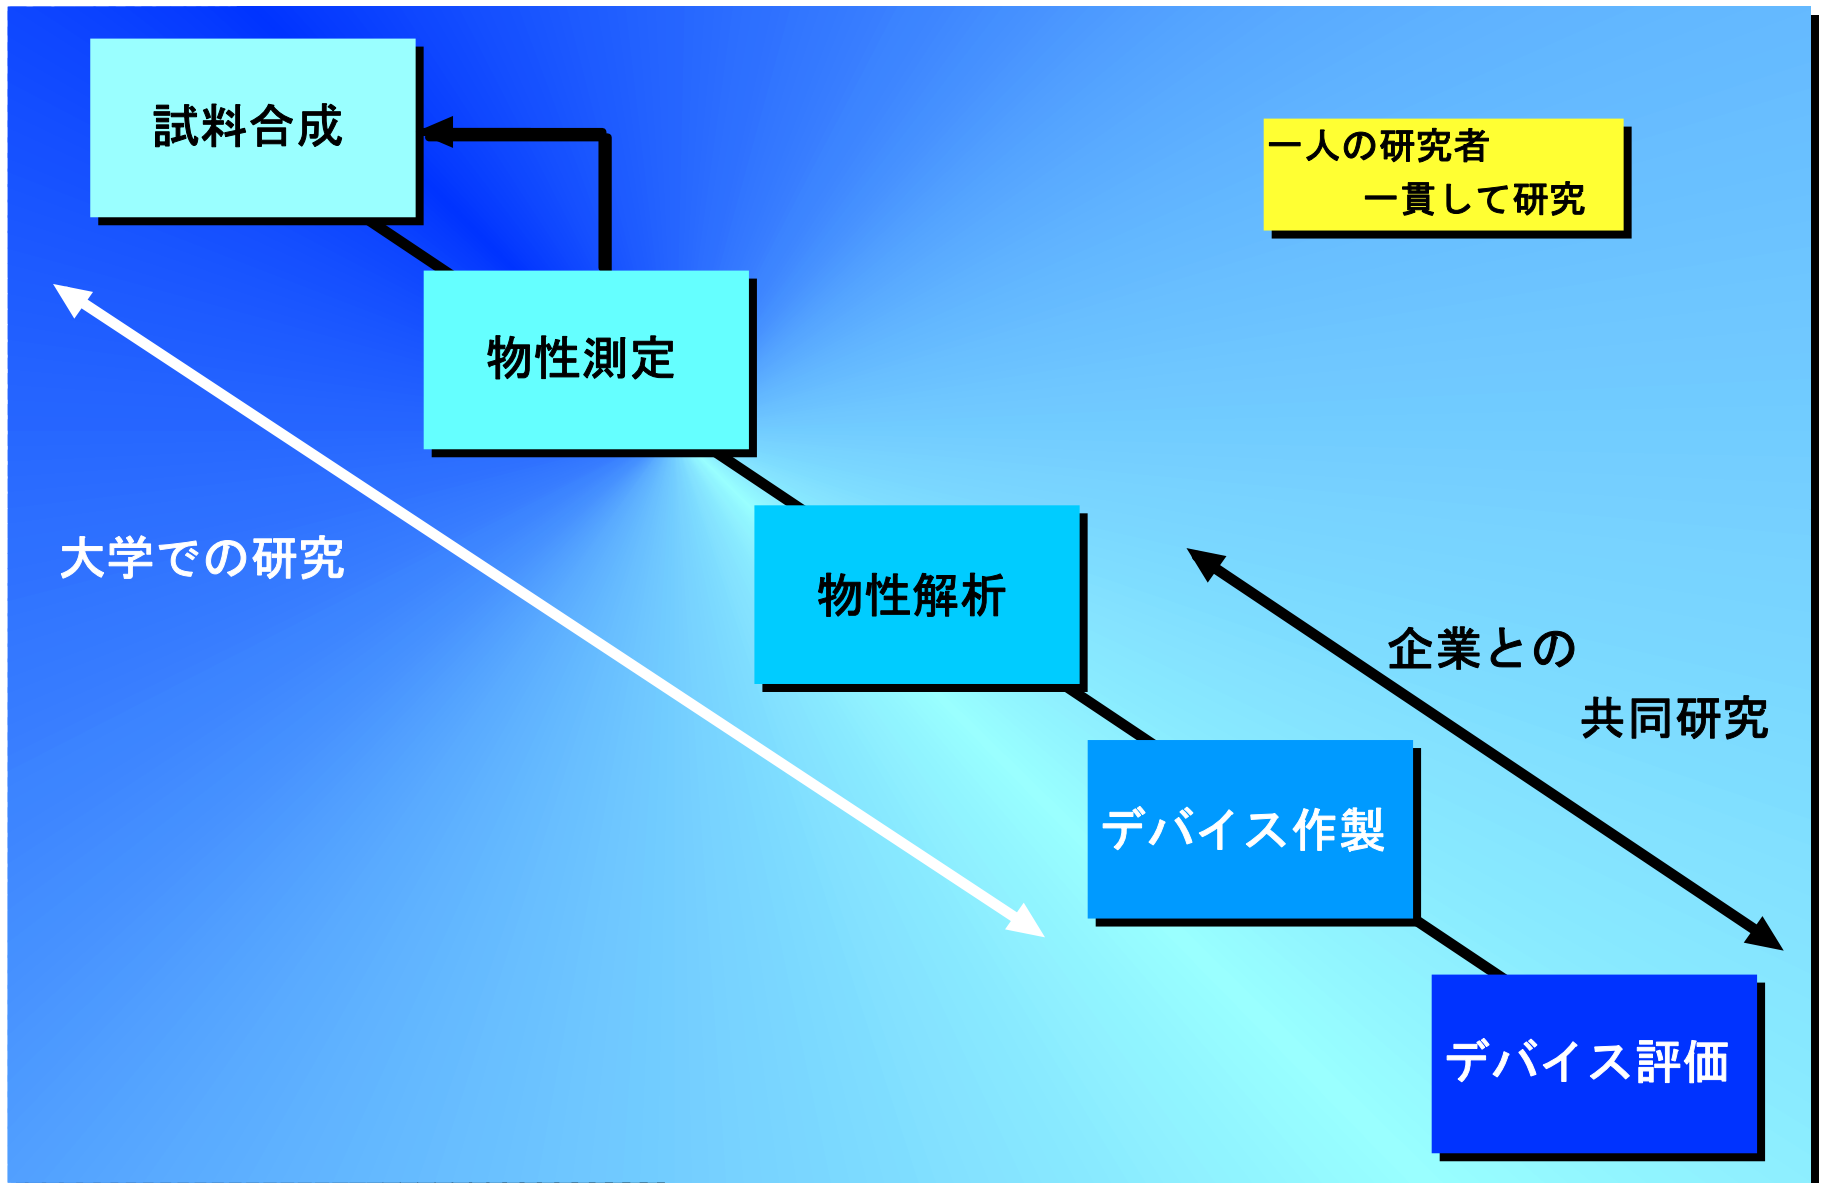 試料合成
一人の研究者
一貫して研究
物性測定
大学での研究
物性解析
企業との
共同研究
デバイス作製
デバイス評価